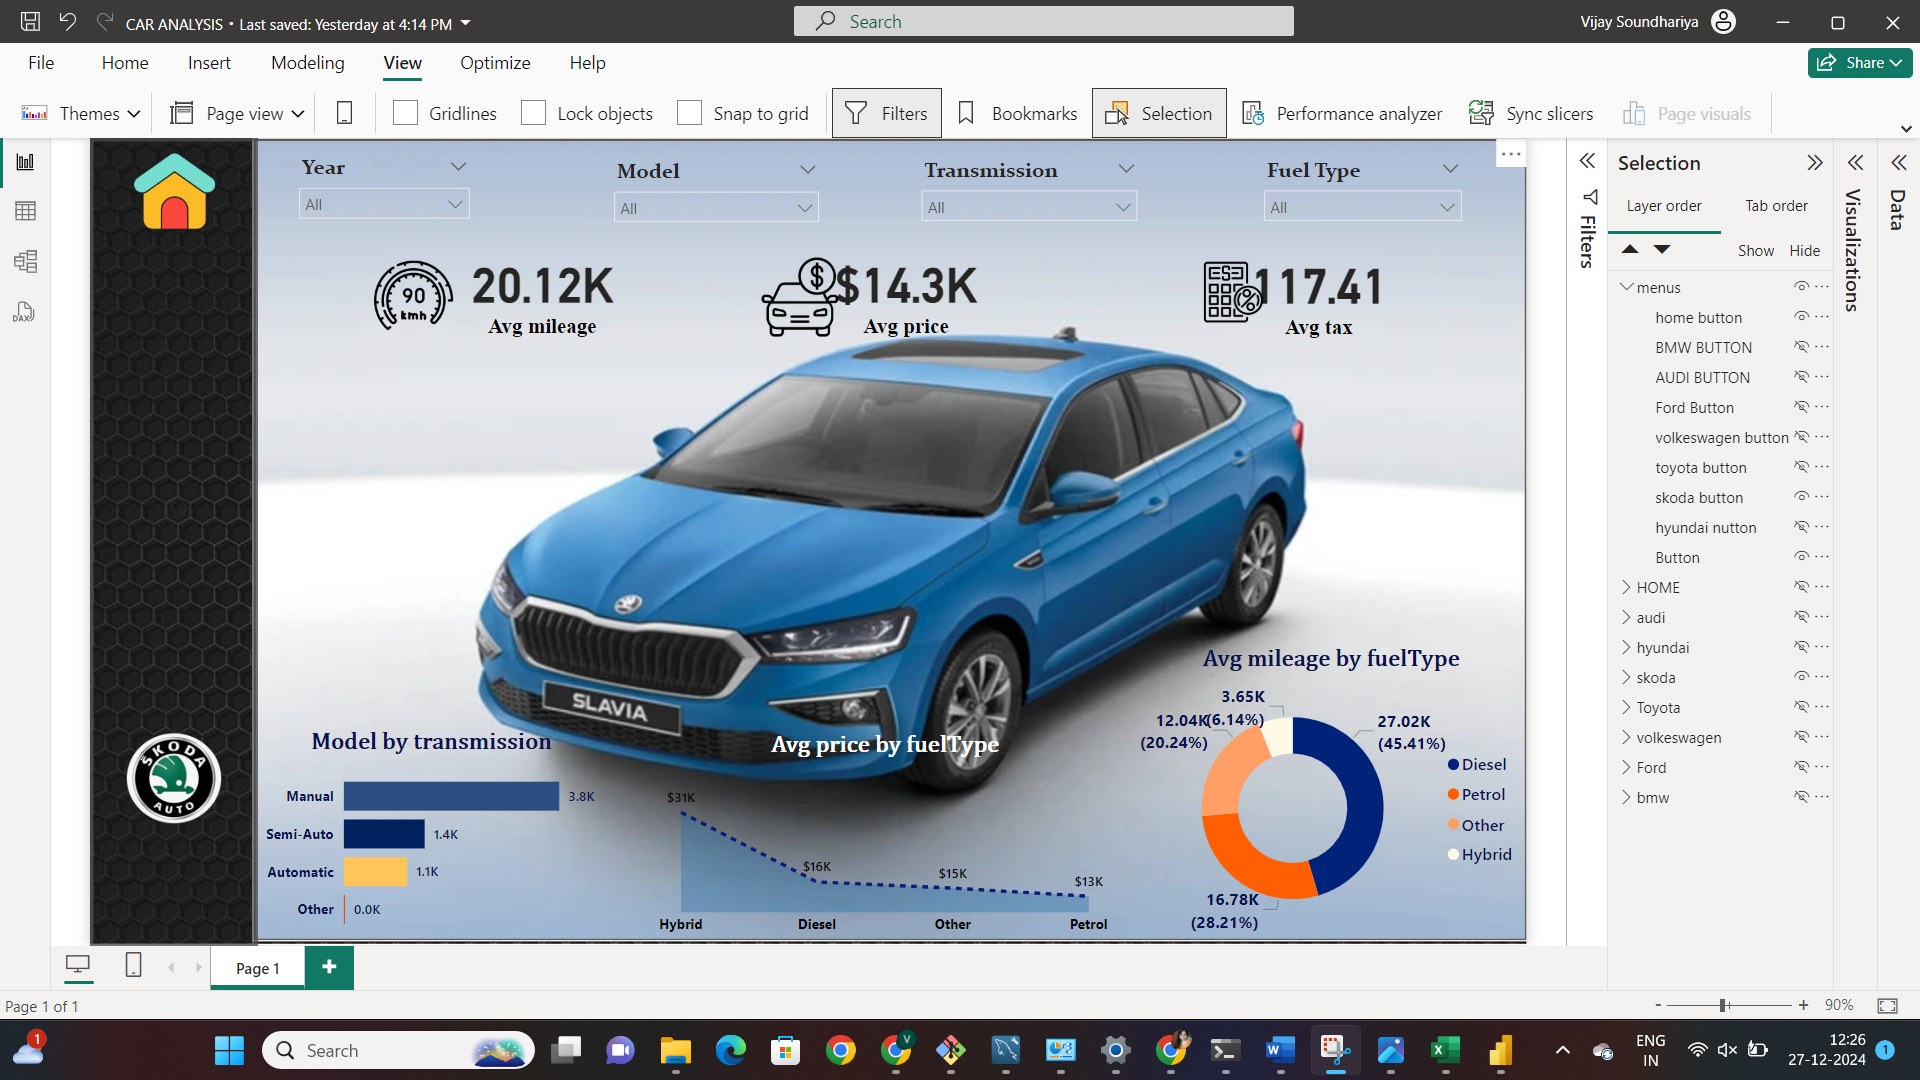 CAR ANALYSIS • Last saved: Yesterday at 4:14 PM
Search
Vijay Soundhariya
File
Home
Insert
Modeling
View
Optimize
Help
Share
Themes
Page view
Gridlines
Lock objects
Snap to grid
Filters
Bookmarks
Selection
Performance analyzer
Sync slicers
Page visuals
DAX
Year
All
Model
All
Transmission
All
Fuel Type
All
90
kmh
20.12K
Avg mileage
$
$14.3K
Avg price
%
117.41
Avg tax
SLAVIA
SKODA
AUTO
Model by transmission
Manual
3.8K
Semi-Auto
1.4K
Automatic
1.1K
Other
0.0K
Avg price by fuelType
$31K
$16K
$15K
$13K
Hybrid
Diesel
Other
Petrol
Avg mileage by fuelType
3.65K
(6.14%)
12.04K
(20.24%)
27.02K
(45.41%)
16.78K
(28.21%)
Diesel
Petrol
Other
Hybrid
Filters
Selection
Layer order
Tab order
Show
Hide
menus
home button
BMW BUTTON
AUDI BUTTON
Ford Button
volkeswagen button
toyota button
skoda button
hyundai nutton
Button
HOME
audi
hyundai
skoda
Toyota
volkeswagen
Ford
bmw
Visualizations
Data
Page 1
Page 1 of 1
- + 90%
1
Search
V
W
X
ENG
IN
12:26
27-12-2024
1